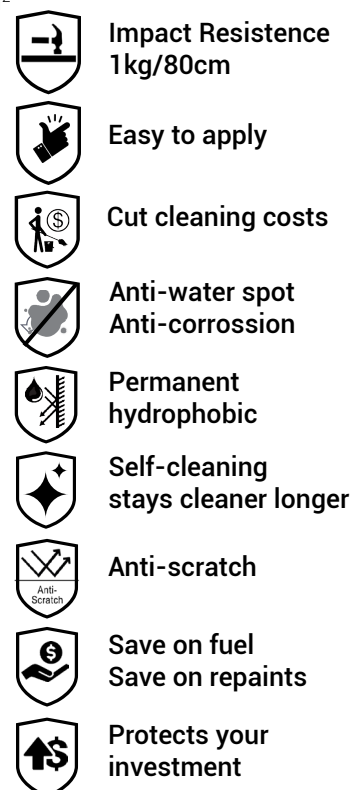 2
Impact Resistence
1kg/80cm
Easy to apply
$
Cut cleaning costs
Anti-water spot
Anti-corrossion
Permanent
hydrophobic
Self-cleaning
stays cleaner longer
Anti-
Scratch
Anti-scratch
$
Save on fuel
Save on repaints
$
Protects your
investment